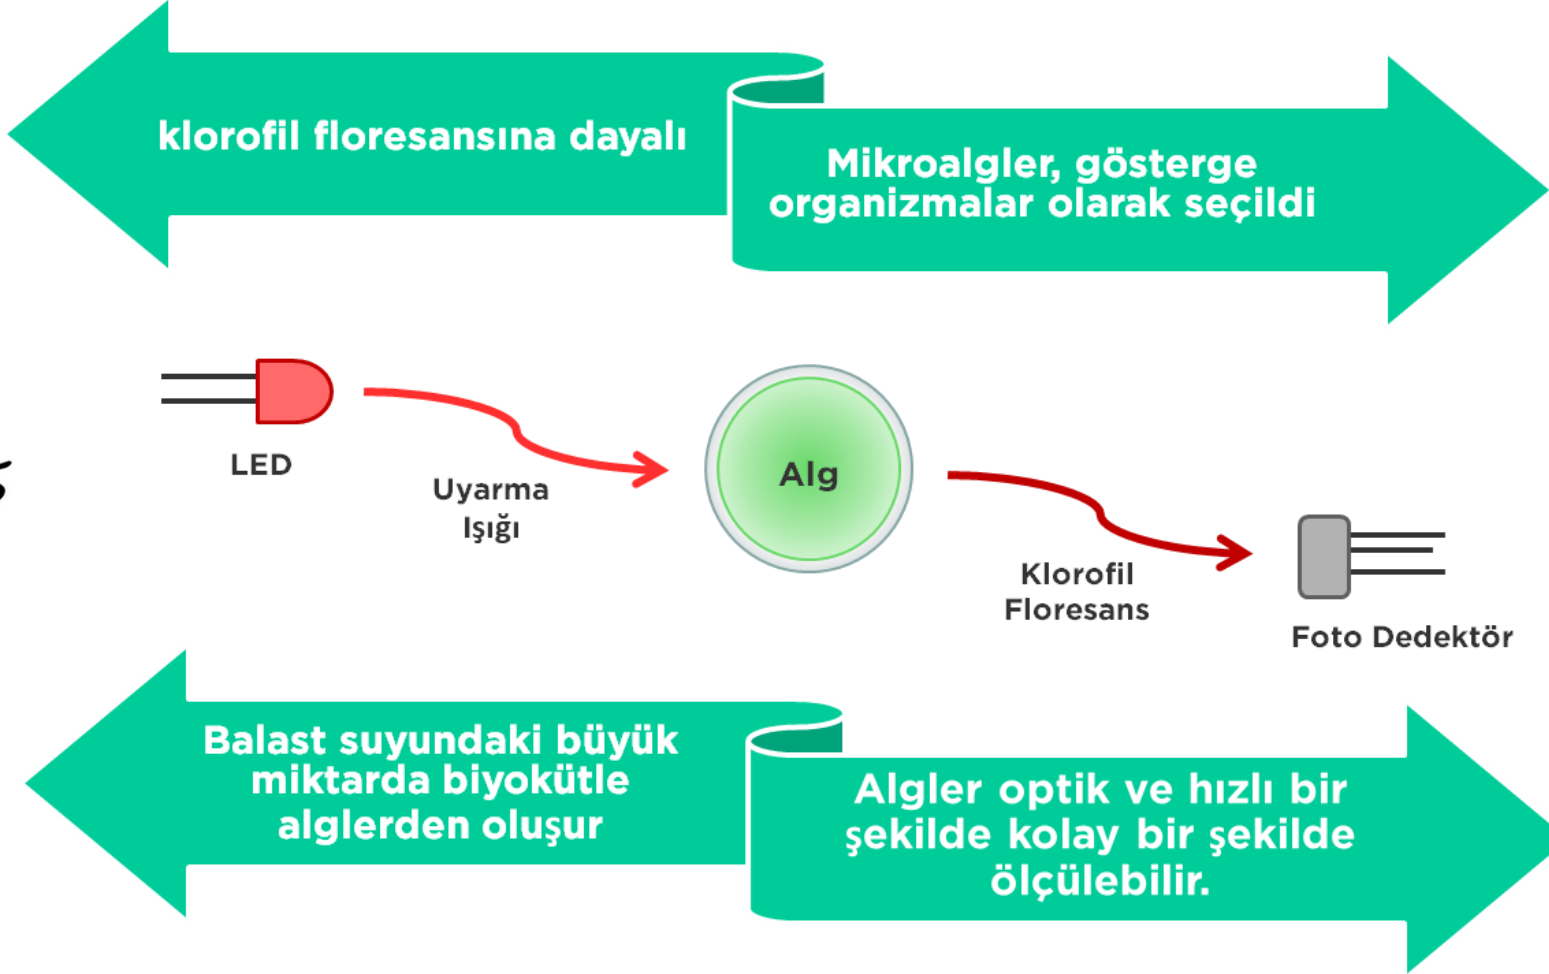 klorofil floresansına dayalı
Mikroalgler, gösterge
organizmalar olarak seçildi
LED
Uyarma
Işığı
Alg
Klorofil
Floresans
Foto Dedektör
Balast suyundaki büyük
miktarda biyokütle
alglerden oluşur
Algler optik ve hızlı bir
şekilde kolay bir şekilde
ölçülebilir.